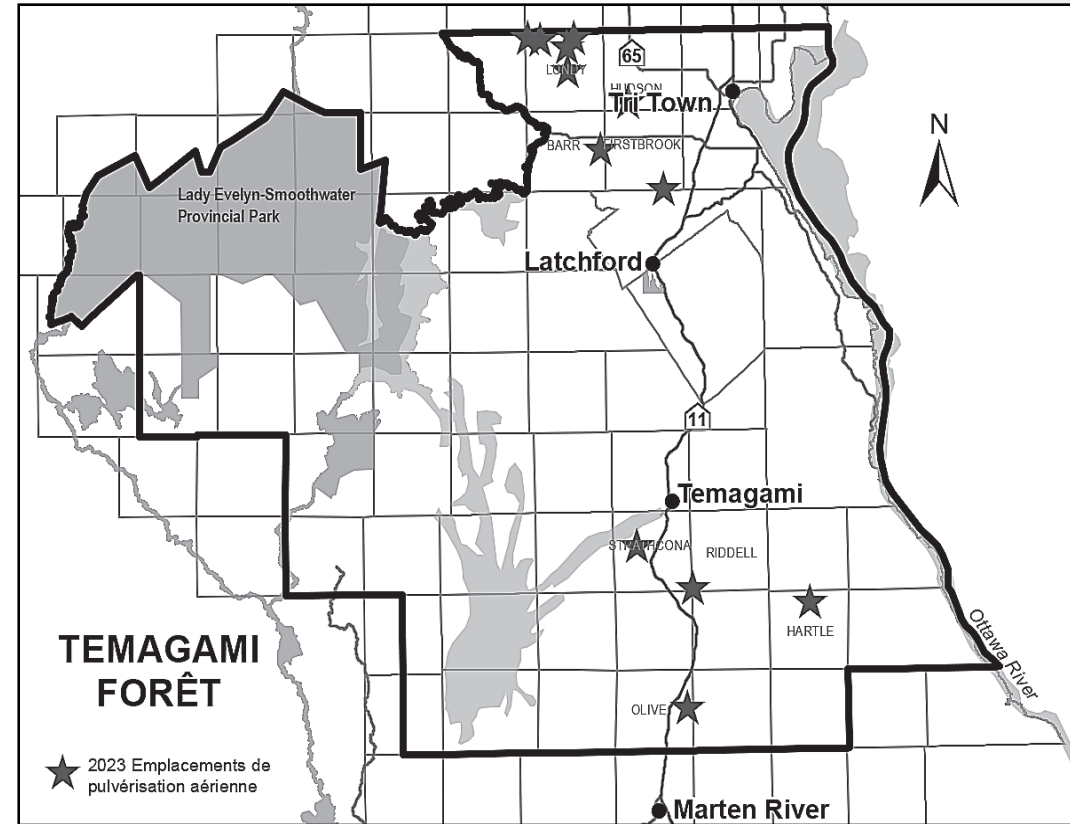 65
LUNDY
HUDSON
Tri Town
N
BARR
FIRSTBROOK
Lady Evelyn-Smoothwater
Provincial Park
Latchford
11
Temagami
STRATHCONA
RIDDELL
HARTLE
Ottawa River
TEMAGAMI
FORÊT
OLIVE
2023 Emplacements de
pulvérisation aérienne
Marten River